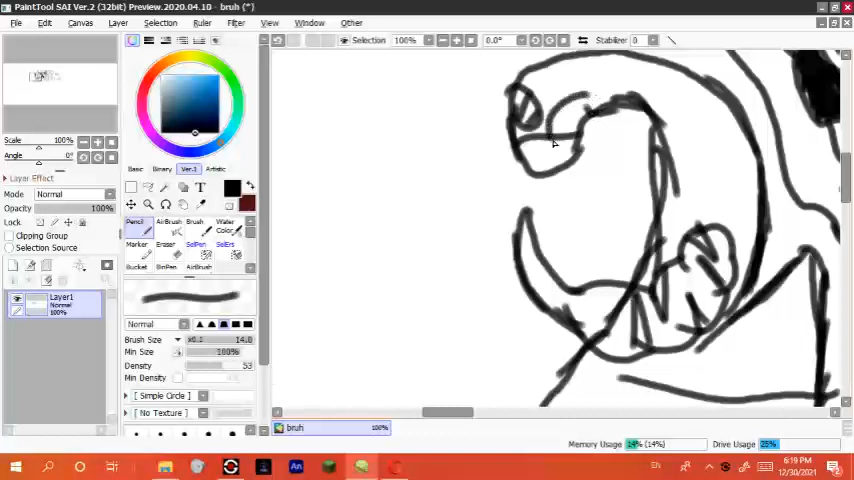 PaintTool SAI Ver.2 (32bit) Preview.2020.04.10 - bruh (*)
File Edit Canvas Layer Selection Ruler Filter View Window Other
Selection 100% 0.0° Stabilizer 0
Scale 100%
Angle 0°
Layer Effect
Mode Normal
Opacity 100%
Lock
Clipping Group
Selection Source
Layer1
Normal
100%
Basic Binary Ver.1 Artistic
Pencil AirBrush Brush Water Color
Marker Eraser SelPen SelErs
Bucket BinPen AirBrush
Normal
Brush Size x0.1 14.0
Min Size 100%
Density 53
Min Density
[ Simple Circle ]
[ No Texture ]
bruh 100%
Memory Usage 14% (14%) Drive Usage 25%
An EN 6:19 PM
12/30/2021